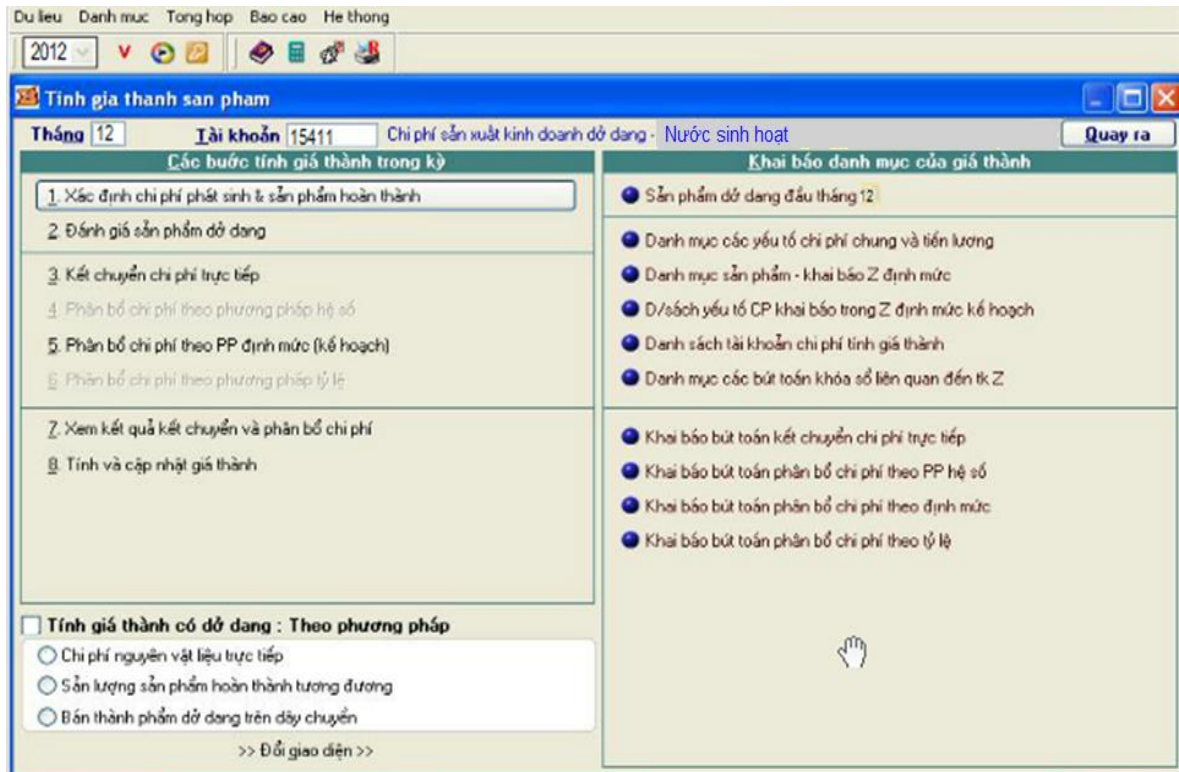 Du lieu Danh muc Tong hop Bao cao He thong
2012 V
Tinh gia thanh san pham
Tháng 12 Tài khoản 15411 Chi phí sản xuất kinh doanh dở dang - Nước sinh hoạt Quay ra
Các buớc tính giá thành trong kỳ
1. Xác định chi phí phát sinh & sản phẩm hoàn thành
2. Đánh giá sản phẩm dở dang
3. Kết chuyển chi phí trực tiếp
4. Phân bổ chi phí theo phương pháp hệ số
5. Phân bổ chi phí theo PP định mức (kế hoạch)
6. Phân bổ chi phí theo phương pháp tỷ lệ
7. Xem kết quả kết chuyển và phân bổ chi phí
8. Tính và cập nhật giá thành
Tính giá thành có dở dang : Theo phương pháp
Chi phí nguyên vật liệu trực tiếp
Sản lượng sản phẩm hoàn thành tương đương
Bán thành phẩm dở dang trên dây chuyền
>> Đổi giao diện >>
Khai báo danh mục của giá thành
Sản phẩm dở dang đầu tháng 12
Danh mục các yếu tố chi phí chung và tiền lương
Danh mục sản phẩm - khai báo Z định mức
D/sách yếu tố CP khai báo trong Z định mức kế hoạch
Danh sách tài khoản chi phí tính giá thành
Danh mục các bút toán khóa sổ liên quan đến tk Z
Khai báo bút toán kết chuyển chi phí trực tiếp
Khai báo bút toán phân bổ chi phí theo PP hệ số
Khai báo bút toán phân bổ chi phí theo định mức
Khai báo bút toán phân bổ chi phí theo tỷ lệ